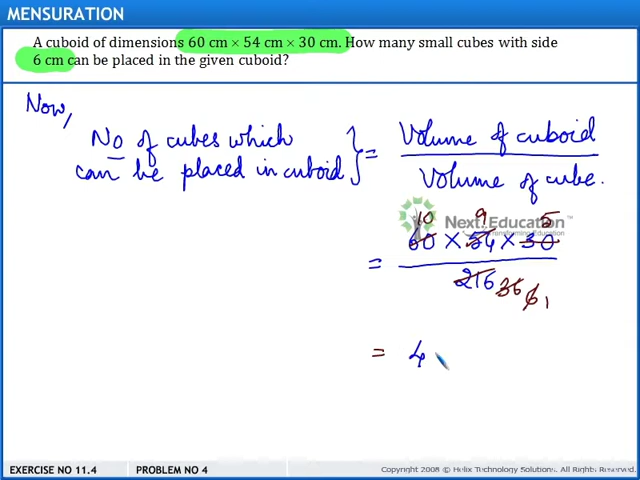 MENSURATION
A cuboid of dimensions 60 cm × 54 cm × 30 cm. How many small cubes with side
6 cm can be placed in the given cuboid?
Now,
No of cubes which
can be placed in cuboid } = Volume of cuboid
Volume of cube.
10 9 5
Next Education™
Transforming Education
= 60 × 54 × 30
216 36 6 1
= 4
EXERCISE NO 11.4 PROBLEM NO 4 Copyright 2008 © Helix Technology Solutions. All Rights Reserved.